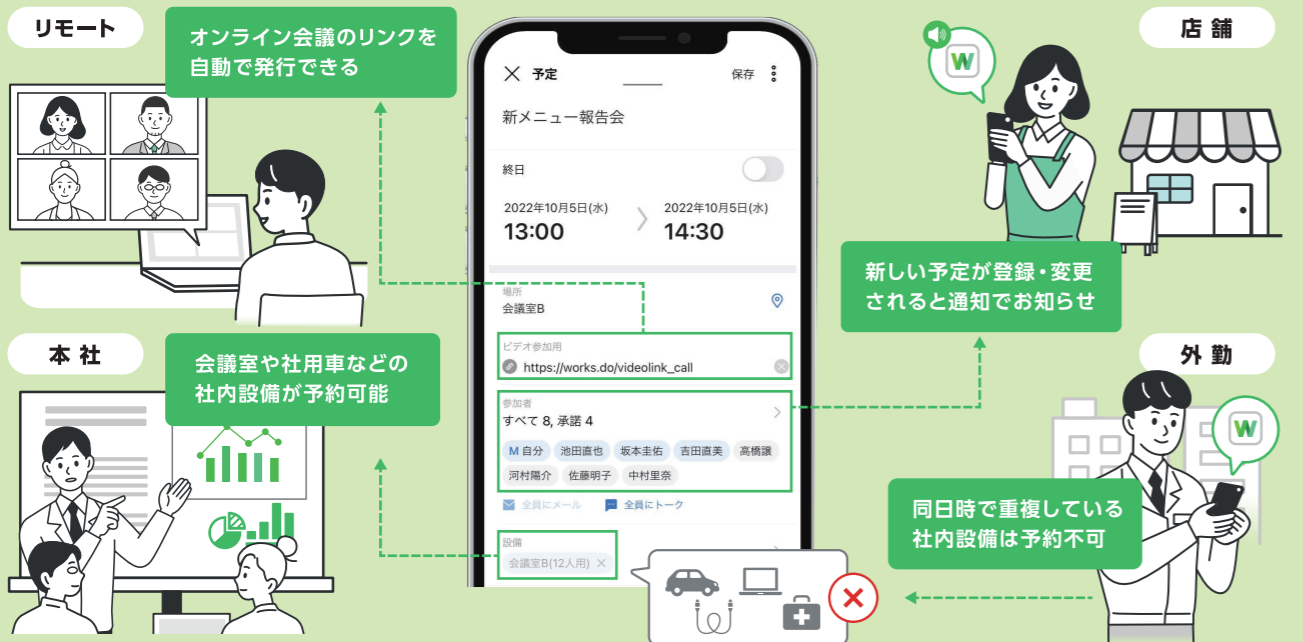 リモート
オンライン会議のリンクを
自動で発行できる
予定
保存
新メニュー報告会
終日
2022年10月5日(水)
13:00
2022年10月5日(水)
14:30
場所
会議室B
ビデオ参加用
https://works.do/videolink_call
参加者
すべて 8, 承諾 4
M 自分 池田直也 坂本圭佑 吉田直美 高橋譲
河村陽介 佐藤明子 中村里奈
全員にメール 全員にトーク
設備
会議室B(12人用) ×
本社
会議室や社用車などの
社内設備が予約可能
店舗
W
新しい予定が登録・変更
されると通知でお知らせ
外勤
W
同日時で重複している
社内設備は予約不可